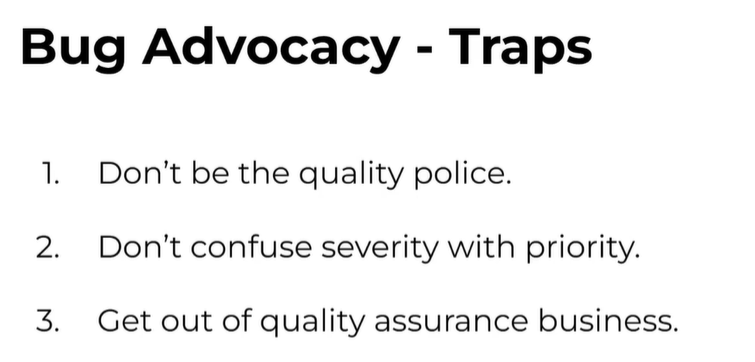 Bug Advocacy - Traps
1. Don’t be the quality police.
2. Don’t confuse severity with priority.
3. Get out of quality assurance business.